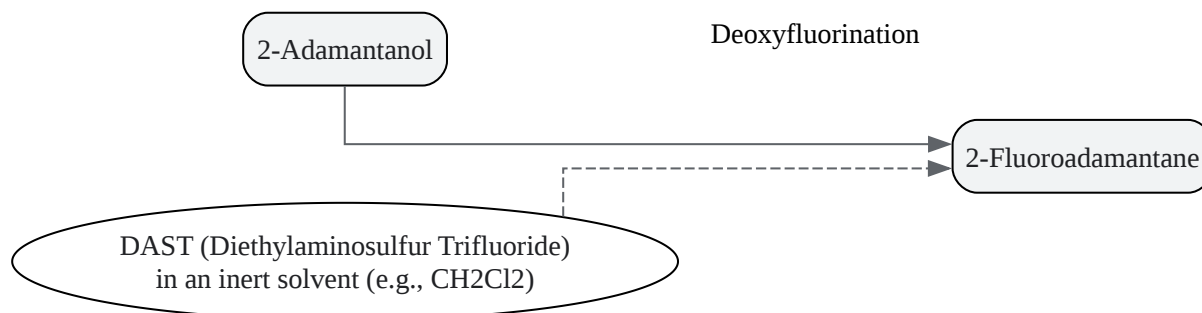 2-Adamantanol
Deoxyfluorination
2-Fluoroadamantane
DAST (Diethylaminosulfur Trifluoride)
in an inert solvent (e.g., CH2Cl2)